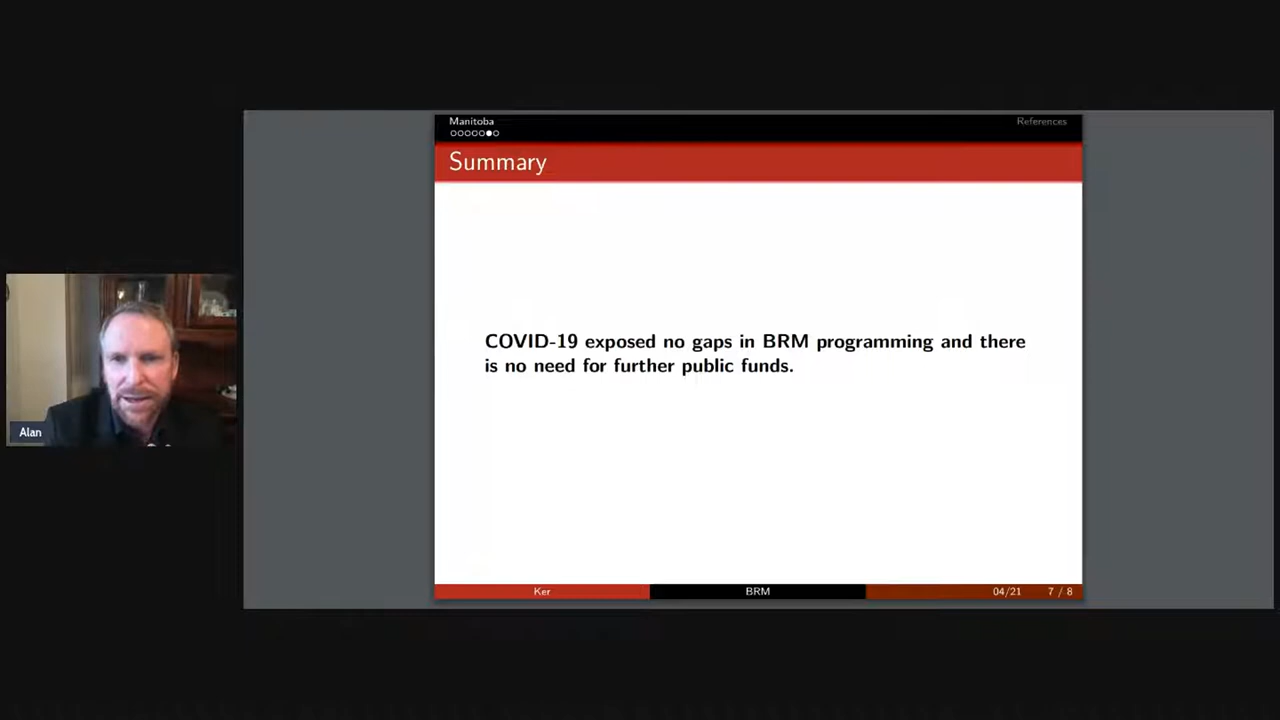 Manitoba
References
Summary
COVID-19 exposed no gaps in BRM programming and there
is no need for further public funds.
Alan
Ker
BRM
04/21
7 / 8